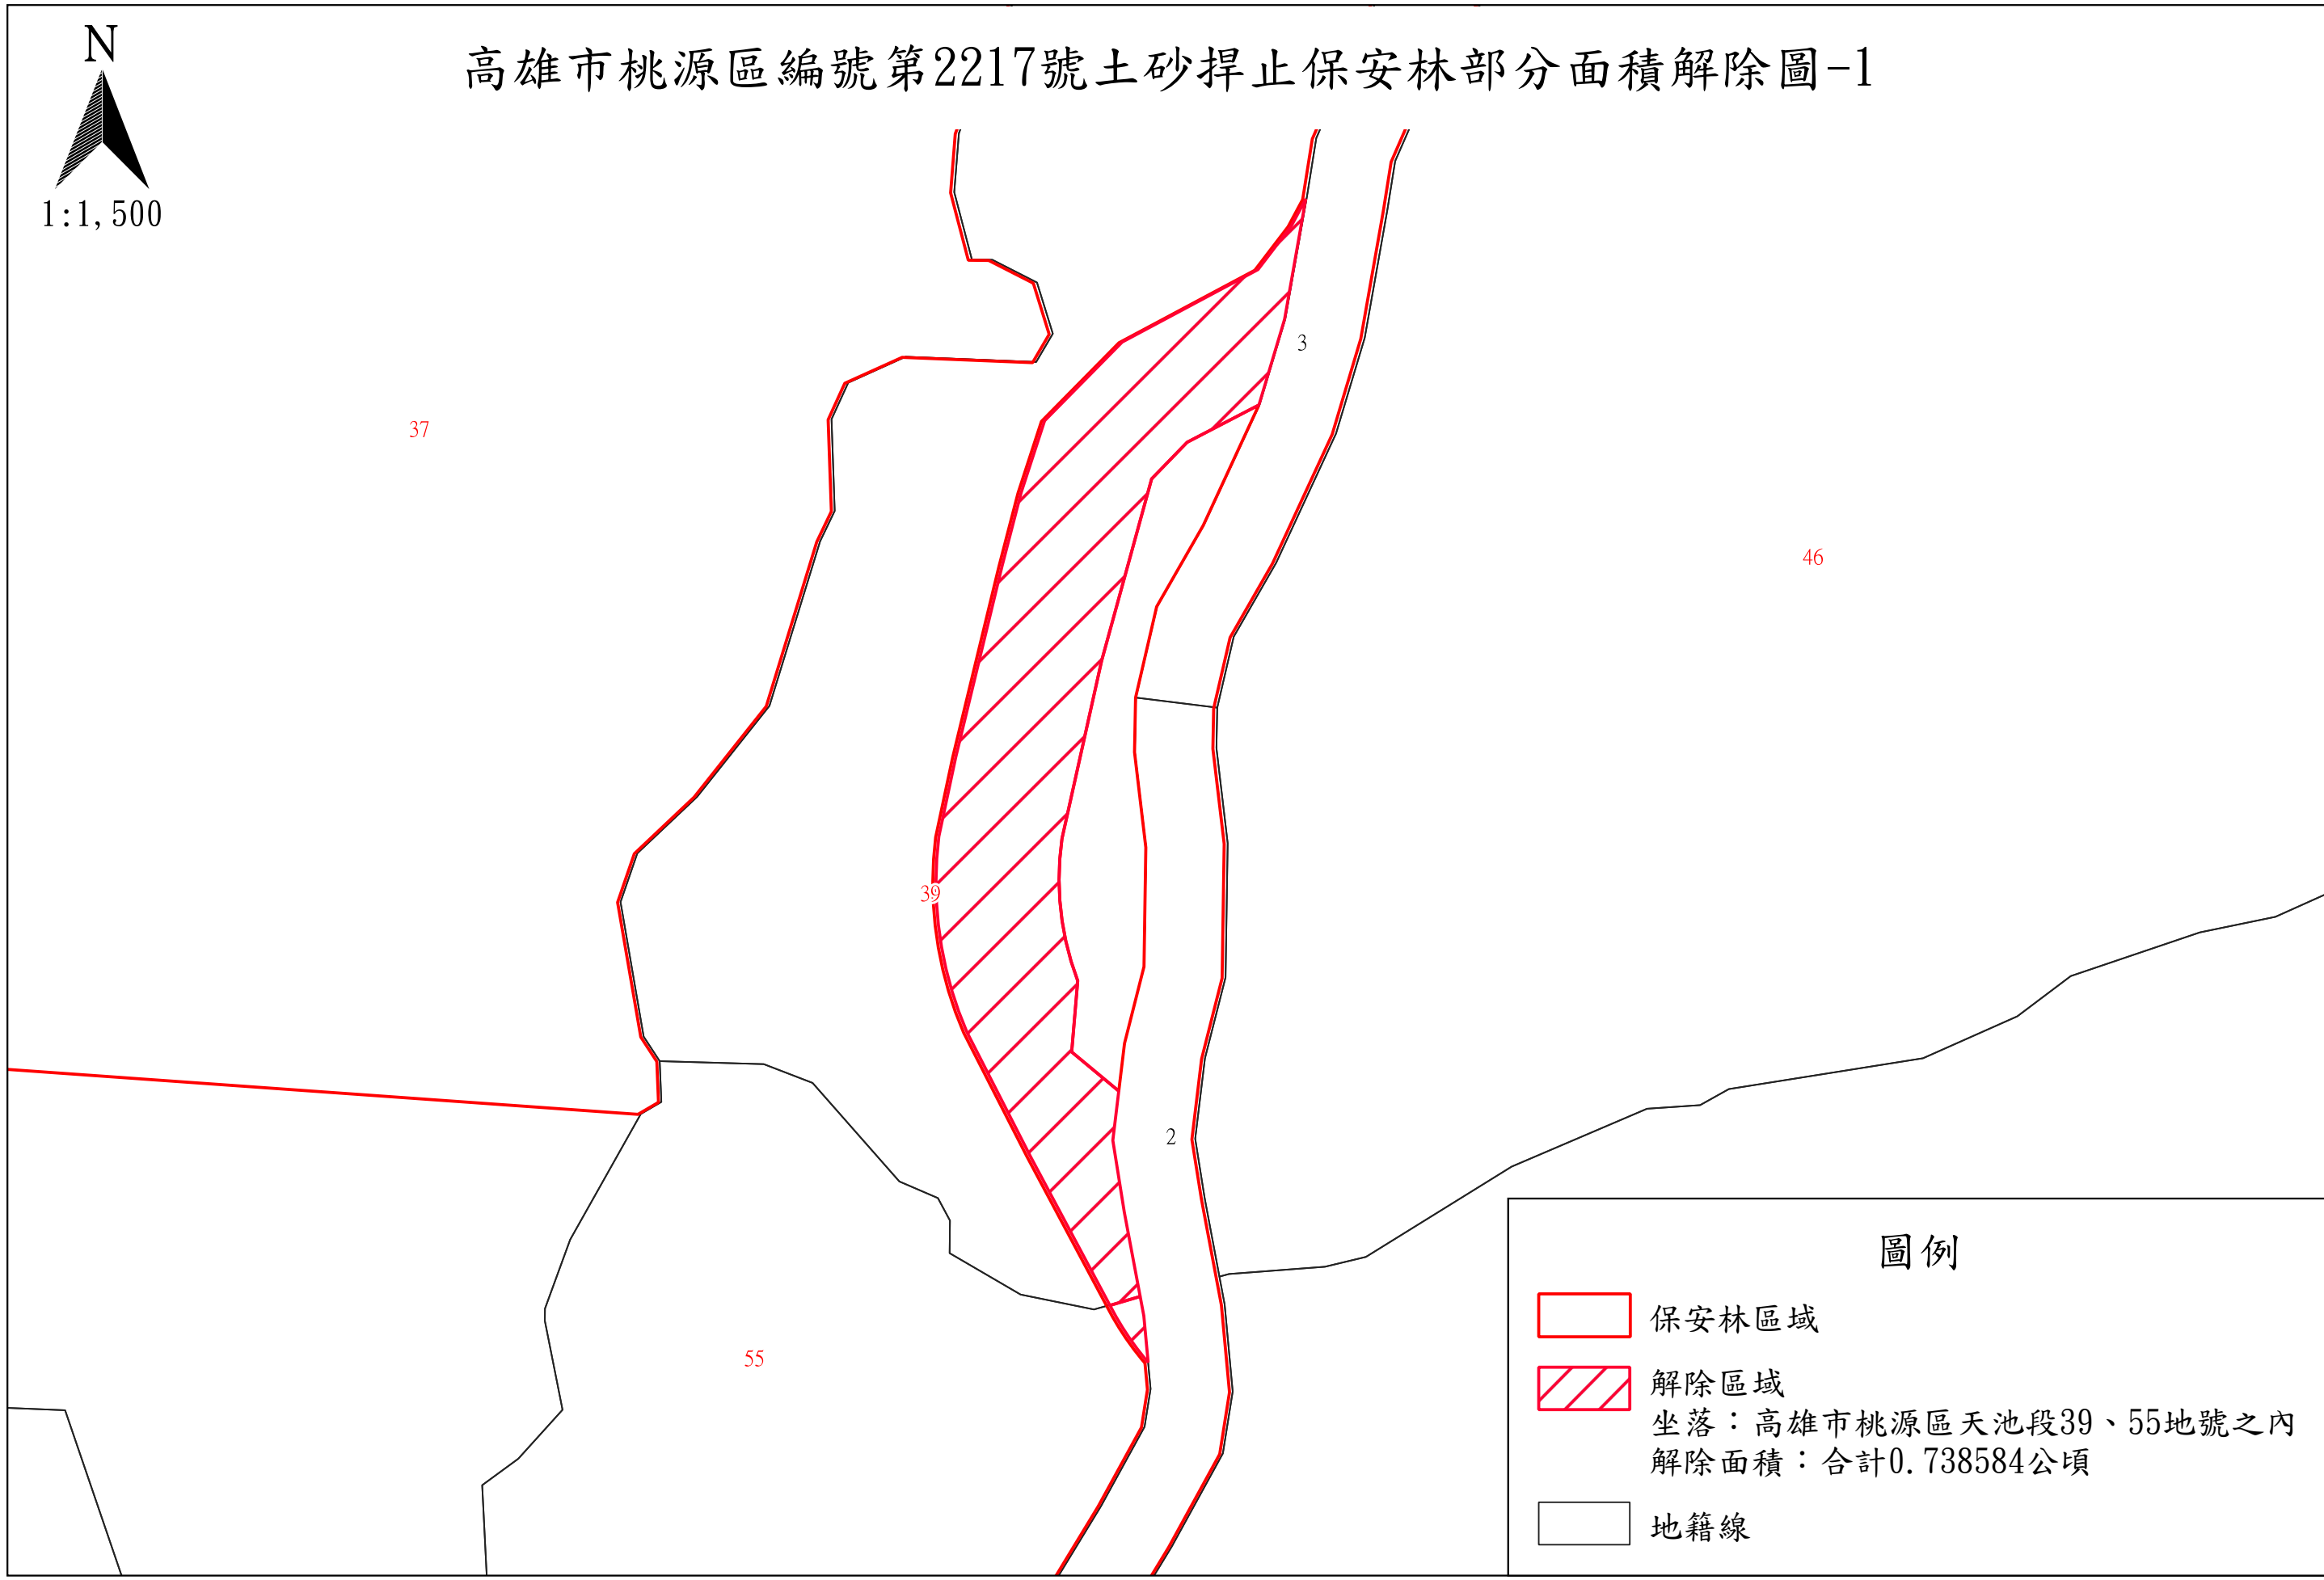 N
高雄市桃源區編號第2217號土砂捍止保安林部分面積解除圖-1
1:1,500
3
37
46
39
2
55
圖例
保安林區域
解除區域
坐落：高雄市桃源區天池段39、55地號之內
解除面積：合計0.738584公頃
地籍線